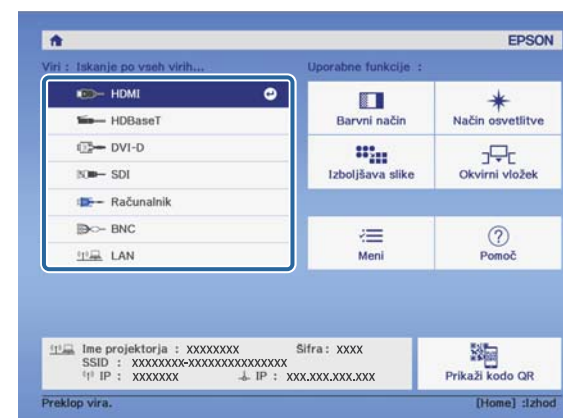 EPSON
Viri : Iskanje po vseh virih...
HDMI
HDBaseT
DVI-D
SDI
Računalnik
BNC
LAN
Uporabne funkcije :
Barvni način
Način osvetlitve
Izboljšava slike
Okvirni vložek
Meni
Pomoč
Ime projektorja : XXXXXXXX Šifra : XXXX
SSID : XXXXXXXX-XXXXXXXXXXXXXXX
IP : XXXXXXX IP : XXX.XXX.XXX.XXX
Prikaži kodo QR
Preklop vira. [Home] :Izhod